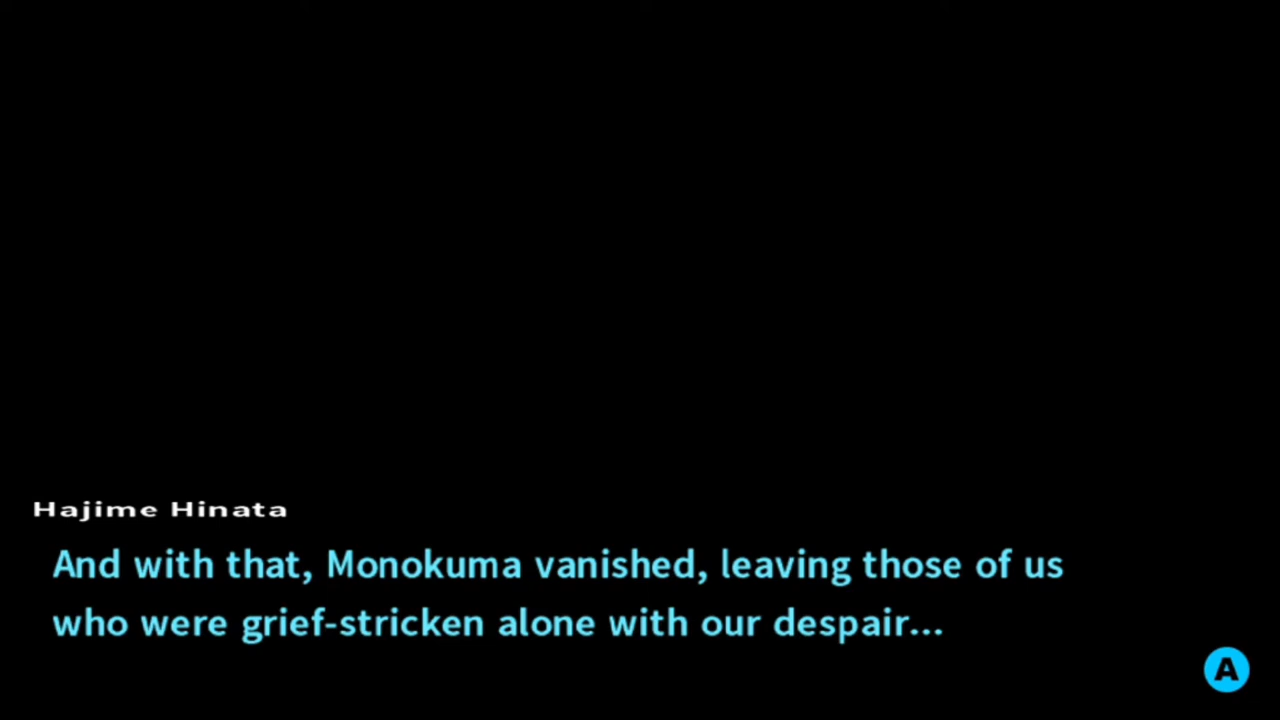 Hajime Hinata
And with that, Monokuma vanished, leaving those of us
who were grief-stricken alone with our despair...
A